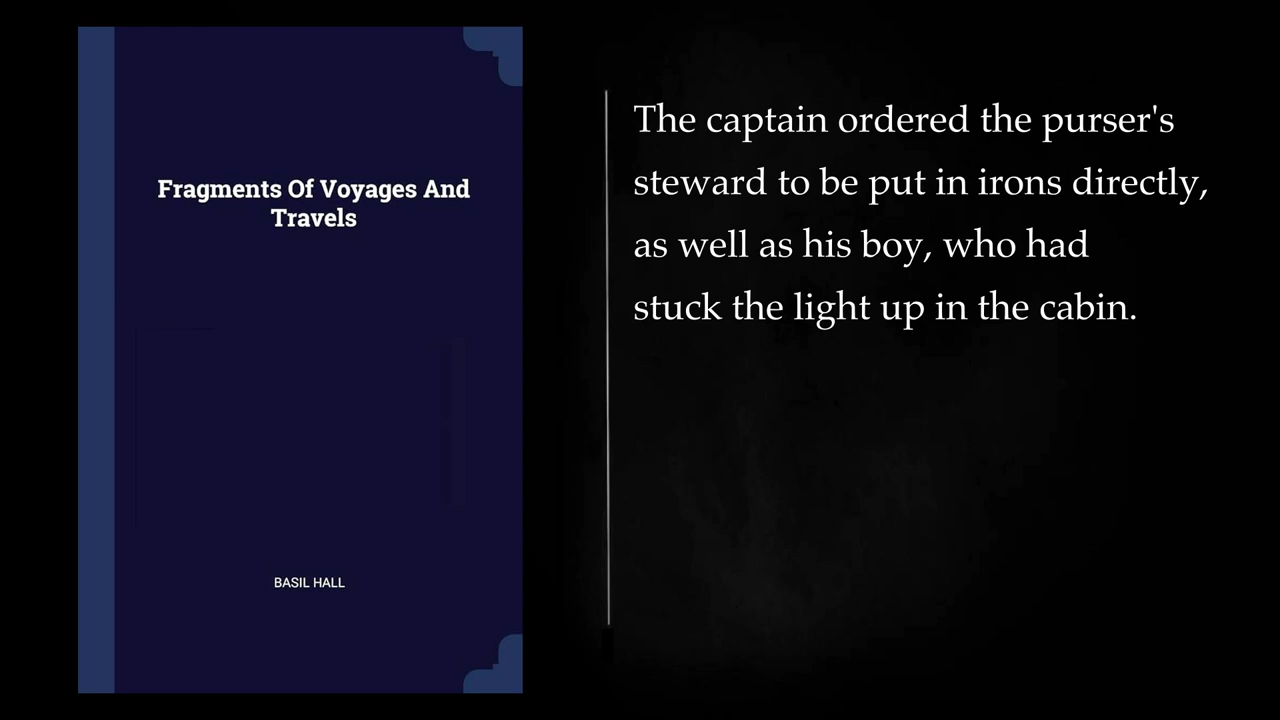 Fragments Of Voyages And
Travels
BASIL HALL
The captain ordered the purser's
steward to be put in irons directly,
as well as his boy, who had
stuck the light up in the cabin.